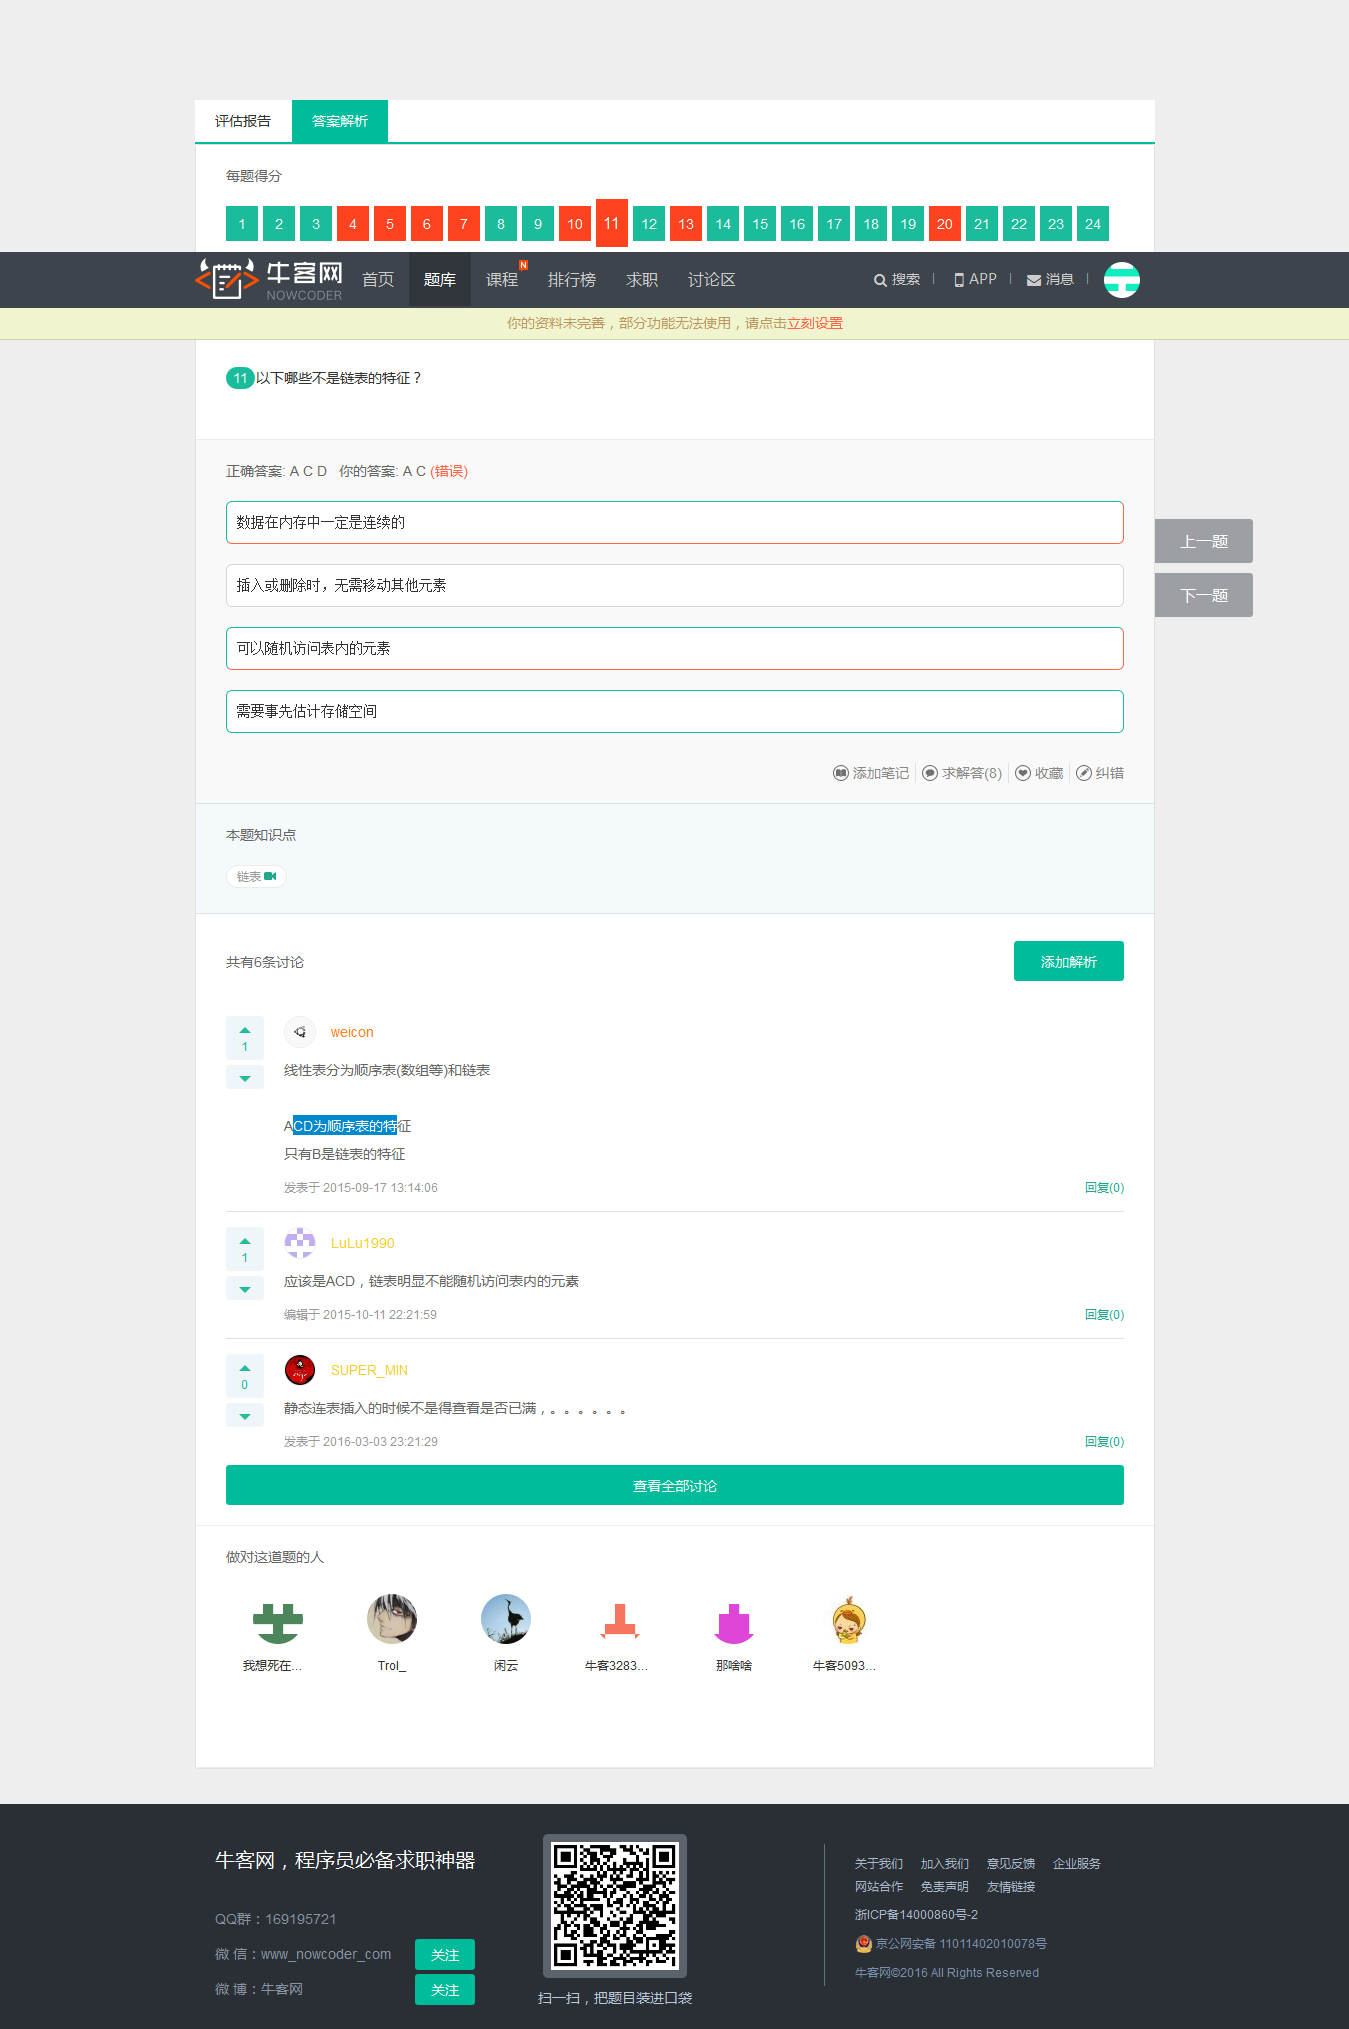 评估报告 答案解析
每题得分
1 2 3 4 5 6 7 8 9 10 11 12 13 14 15 16 17 18 19 20 21 22 23 24
牛客网 NOWCODER 首页 题库 课程 N 排行榜 求职 讨论区 搜索 APP 消息
你的资料未完善，部分功能无法使用，请点击立刻设置
11 以下哪些不是链表的特征？
正确答案: A C D 你的答案: A C (错误)
数据在内存中一定是连续的
上一题
插入或删除时，无需移动其他元素
下一题
可以随机访问表内的元素
需要事先估计存储空间
添加笔记 求解答(8) 收藏 纠错
本题知识点
链表
共有6条讨论 添加解析
1 weicon
线性表分为顺序表(数组等)和链表
ACD为顺序表的特征
只有B是链表的特征
发表于 2015-09-17 13:14:06 回复(0)
1 LuLu1990
应该是ACD，链表明显不能随机访问表内的元素
编辑于 2015-10-11 22:21:59 回复(0)
0 SUPER_MIN
静态连表插入的时候不是得查看是否已满，。。。。。。
发表于 2016-03-03 23:21:29 回复(0)
查看全部讨论
做对这道题的人
我想死在... Trol_ 闲云 牛客3283... 那啥啥 牛客5093...
牛客网，程序员必备求职神器
QQ群：169195721
微 信：www_nowcoder_com 关注
微 博：牛客网 关注
扫一扫，把题目装进口袋
关于我们 加入我们 意见反馈 企业服务
网站合作 免责声明 友情链接
浙ICP备14000860号-2
京公网安备 11011402010078号
牛客网©2016 All Rights Reserved